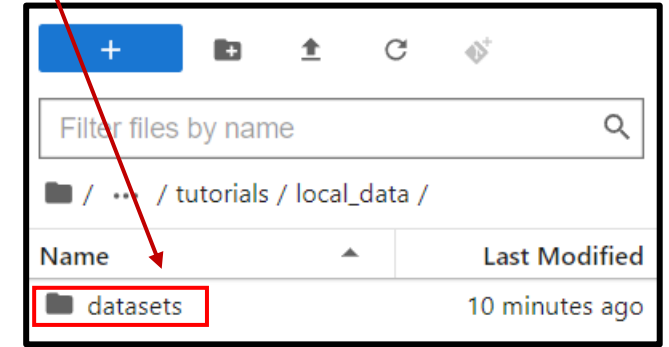 Filter files by name
/ ... / tutorials / local_data /
Name Last Modified
datasets 10 minutes ago